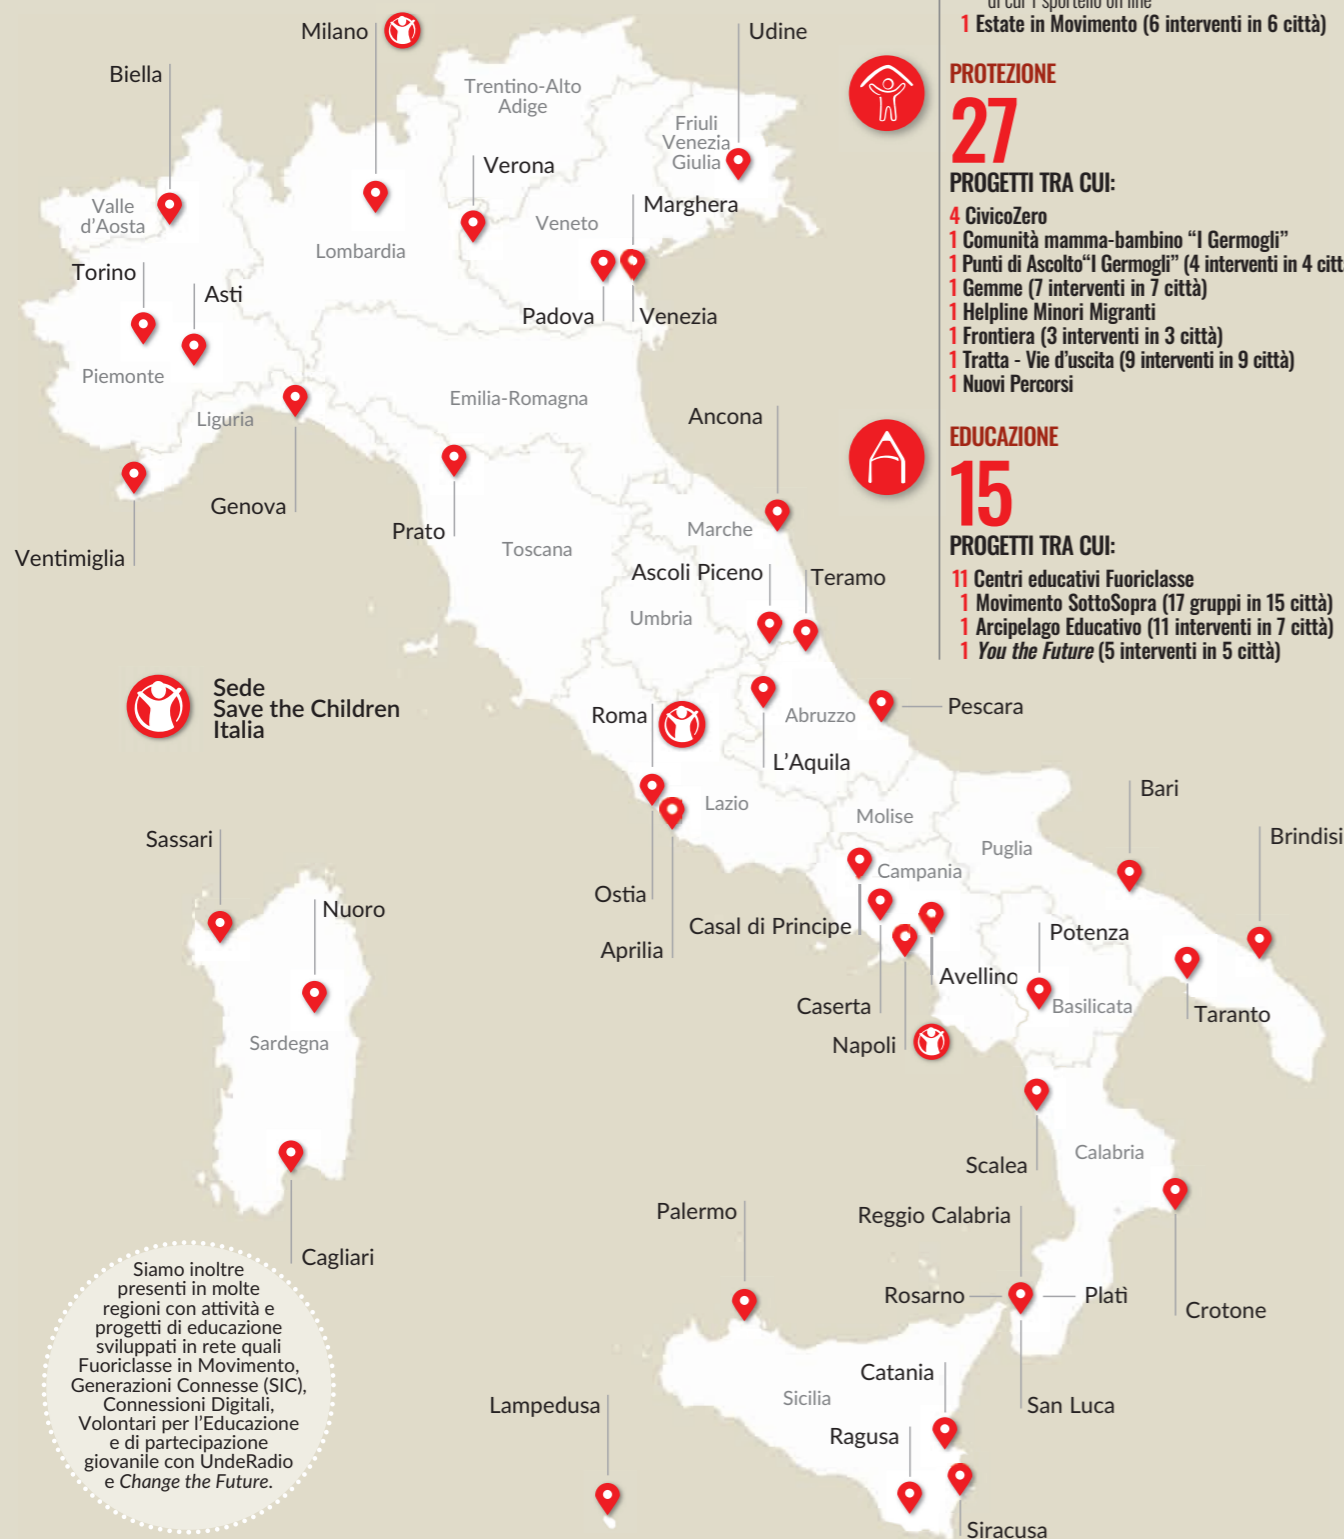 di cui 1 sportello on line
1 Estate in Movimento (6 interventi in 6 città)
PROTEZIONE
27
PROGETTI TRA CUI:
4 CivicoZero
1 Comunità mamma-bambino “I Germogli”
1 Punti di Ascolto“I Germogli” (4 interventi in 4 citt
1 Gemme (7 interventi in 7 città)
1 Helpline Minori Migranti
1 Frontiera (3 interventi in 3 città)
1 Tratta - Vie d’uscita (9 interventi in 9 città)
1 Nuovi Percorsi
EDUCAZIONE
15
PROGETTI TRA CUI:
11 Centri educativi Fuoriclasse
1 Movimento SottoSopra (17 gruppi in 15 città)
1 Arcipelago Educativo (11 interventi in 7 città)
1 You the Future (5 interventi in 5 città)
Milano
Udine
Biella
Trentino-Alto
Adige
Friuli
Venezia
Giulia
Verona
Marghera
Valle
d’Aosta
Veneto
Lombardia
Torino
Asti
Padova
Venezia
Piemonte
Emilia-Romagna
Liguria
Ancona
Genova
Prato
Marche
Toscana
Ventimiglia
Ascoli Piceno
Teramo
Umbria
Sede
Save the Children
Italia
Roma
Abruzzo
Pescara
L’Aquila
Lazio
Molise
Bari
Puglia
Brindisi
Sassari
Campania
Ostia
Nuoro
Casal di Principe
Potenza
Aprilia
Avellino
Caserta
Basilicata
Taranto
Sardegna
Napoli
Calabria
Scalea
Palermo
Reggio Calabria
Cagliari
Rosarno
Platì
Crotone
Catania
Sicilia
San Luca
Lampedusa
Ragusa
Siracusa
Siamo inoltre
presenti in molte
regioni con attività e
progetti di educazione
sviluppati in rete quali
Fuoriclasse in Movimento,
Generazioni Connesse (SIC),
Connessioni Digitali,
Volontari per l’Educazione
e di partecipazione
giovanile con UndeRadio
e Change the Future.